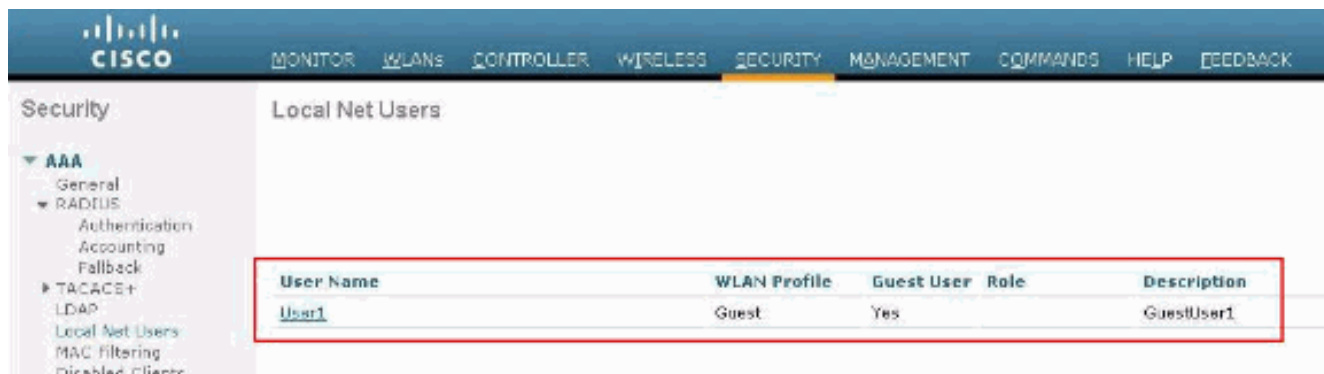 CISCO
MONITOR WLANs CONTROLLER WIRELESS SECURITY MANAGEMENT COMMANDS HELP FEEDBACK
Security
AAA
General
RADIUS
Authentication
Accounting
Fallback
TACACS+
LDAP
Local Net Users
MAC Filtering
Disabled Clients
Local Net Users
User Name WLAN Profile Guest User Role Description
User1 Guest Yes GuestUser1